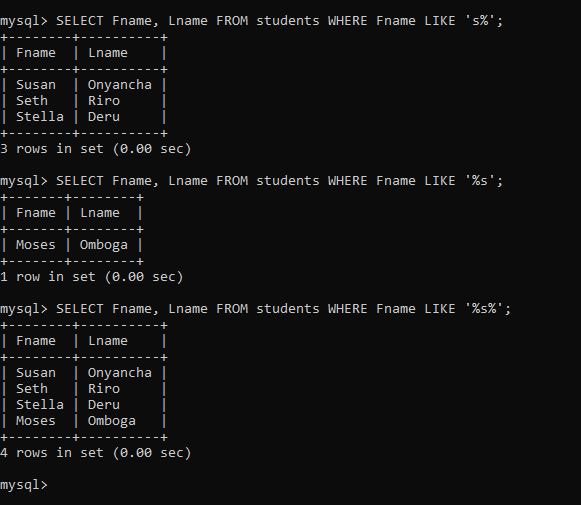 mysql> SELECT Fname, Lname FROM students WHERE Fname LIKE 's%';
+--------+----------+
| Fname  | Lname    |
+--------+----------+
| Susan  | Onyancha |
| Seth   | Riro     |
| Stella | Deru     |
+--------+----------+
3 rows in set (0.00 sec)

mysql> SELECT Fname, Lname FROM students WHERE Fname LIKE '%s';
+-------+--------+
| Fname | Lname  |
+-------+--------+
| Moses | Omboga |
+-------+--------+
1 row in set (0.00 sec)

mysql> SELECT Fname, Lname FROM students WHERE Fname LIKE '%s%';
+--------+----------+
| Fname  | Lname    |
+--------+----------+
| Susan  | Onyancha |
| Seth   | Riro     |
| Stella | Deru     |
| Moses  | Omboga   |
+--------+----------+
4 rows in set (0.00 sec)

mysql>